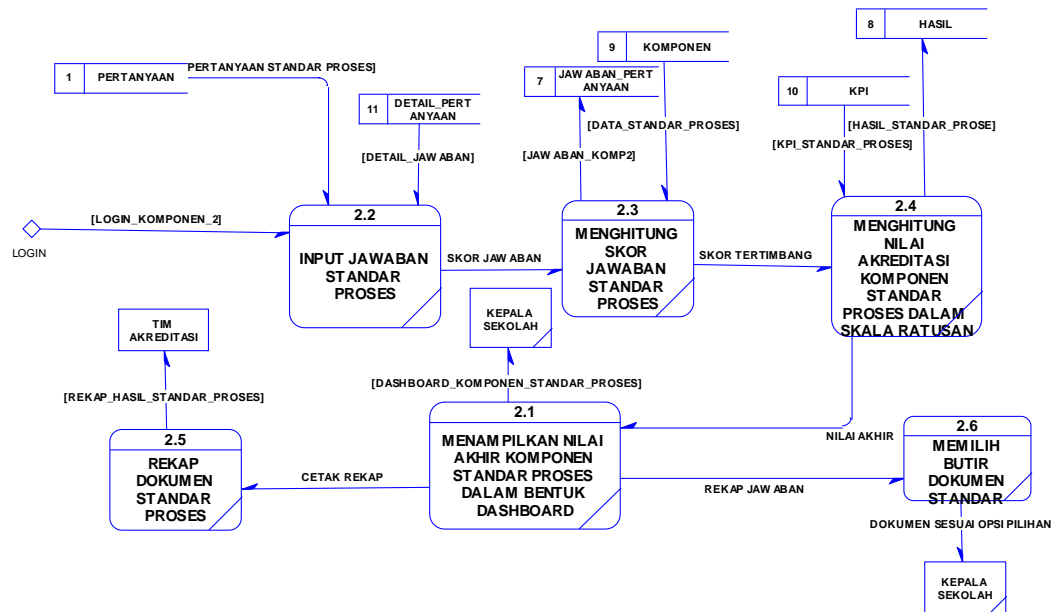 8 HASIL
9 KOMPONEN
1 PERTANYAAN
[PERTANYAAN STANDAR PROSES]
7 JAWABAN_PERT
ANYAAN
10 KPI
11 DETAIL_PERT
ANYAAN
[DATA_STANDAR_PROSES]
[HASIL_STANDAR_PROSE]
[KPI_STANDAR_PROSES]
[DETAIL_JAWABAN]
[JAWABAN_KOMP2]
[LOGIN_KOMPONEN_2]
LOGIN
2.2
INPUT JAWABAN
STANDAR
PROSES
SKOR JAWABAN
2.3
MENGHITUNG
SKOR
JAWABAN
STANDAR
PROSES
SKOR TERTIMBANG
2.4
MENGHITUNG
NILAI
AKREDITASI
KOMPONEN
STANDAR
PROSES DALAM
SKALA RATUSAN
TIM
AKREDITASI
KEPALA
SEKOLAH
[REKAP_HASIL_STANDAR_PROSES]
[DASHBOARD_KOMPONEN_STANDAR_PROSES]
2.5
REKAP
DOKUMEN
STANDAR
PROSES
CETAK REKAP
2.1
MENAMPILKAN NILAI
AKHIR KOMPONEN
STANDAR PROSES
DALAM BENTUK
DASHBOARD
NILAI AKHIR
REKAP JAWABAN
2.6
MEMILIH
BUTIR
DOKUMEN
STANDAR
DOKUMEN SESUAI OPSI PILIHAN
KEPALA
SEKOLAH